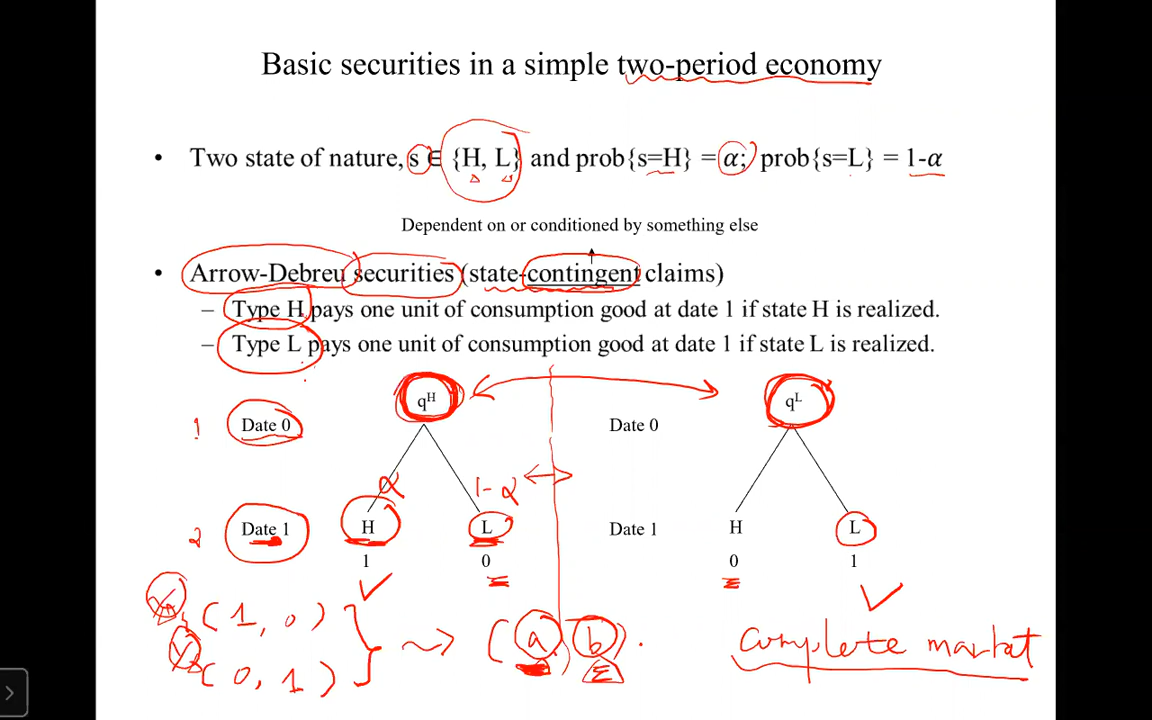 Basic securities in a simple two-period economy
• Two state of nature, s ∈ {H, L} and prob{s=H} = α; prob{s=L} = 1-α
Dependent on or conditioned by something else
• Arrow-Debreu securities (state-contingent claims)
– Type H pays one unit of consumption good at date 1 if state H is realized.
– Type L pays one unit of consumption good at date 1 if state L is realized.
qᴴ qᴸ
1 Date 0 Date 0
α 1-α
2 Date 1 H L Date 1 H L
1 0 0 1
(1, 0)
(a, b). complete market
(0, 1)